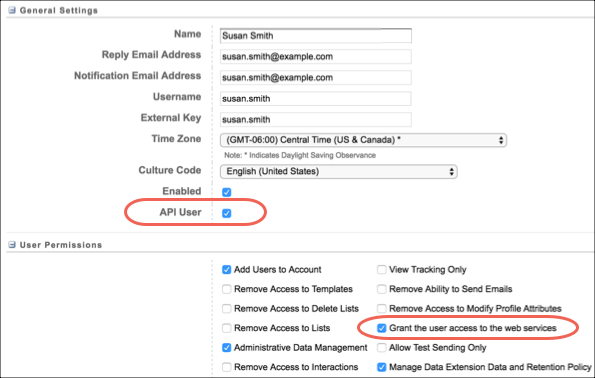 General Settings
Name Susan Smith
Reply Email Address susan.smith@example.com
Notification Email Address susan.smith@example.com
Username susan.smith
External Key susan.smith
Time Zone (GMT-06:00) Central Time (US & Canada) *
Note: * Indicates Daylight Saving Observance
Culture Code English (United States)
Enabled
API User
User Permissions
Add Users to Account View Tracking Only
Remove Access to Templates Remove Ability to Send Emails
Remove Access to Delete Lists Remove Access to Modify Profile Attributes
Remove Access to Lists Grant the user access to the web services
Administrative Data Management Allow Test Sending Only
Remove Access to Interactions Manage Data Extension Data and Retention Policy